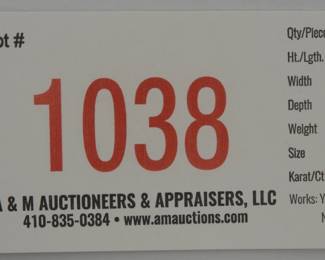 ot #
1038
A & M AUCTIONEERS & APPRAISERS, LLC
410-835-0384 • www.amauctions.com
Qty/Piece
Ht./Lgth.
Width
Depth
Weight
Size
Karat/Ct
Works: Y
N